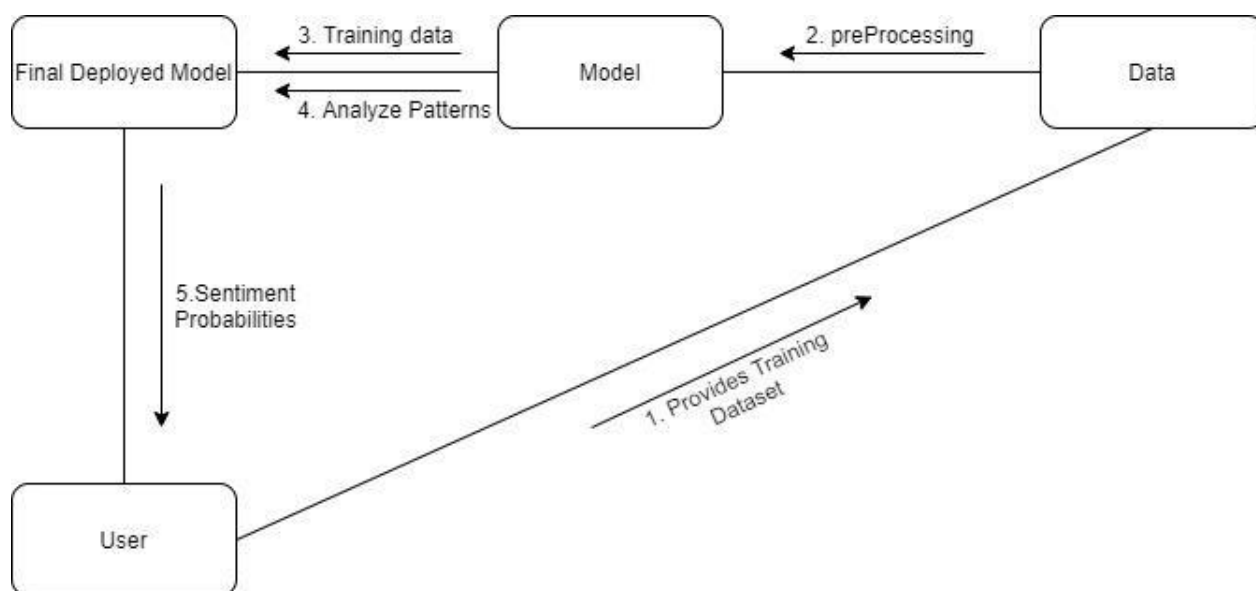 3. Training data
2. preProcessing
Final Deployed Model
Model
Data
4. Analyze Patterns
5.Sentiment
Probabilities
1. Provides Training
Dataset
User